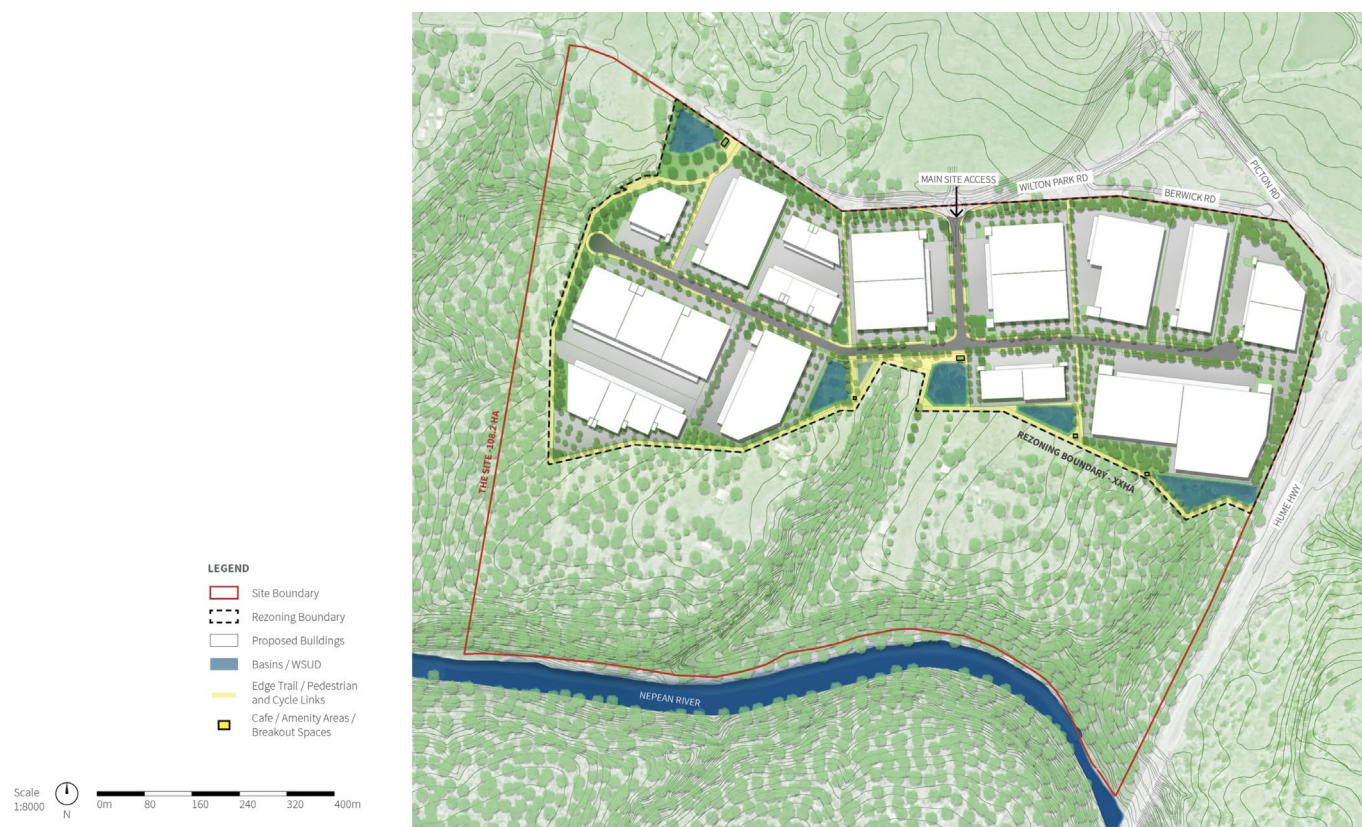 MAIN SITE ACCESS
WILTON PARK RD
BERWICK RD
PICTON RD
THE SITE -108.2 HA
REZONING BOUNDARY - XXHA
HUME HWY
NEPEAN RIVER
LEGEND
Site Boundary
Rezoning Boundary
Proposed Buildings
Basins / WSUD
Edge Trail / Pedestrian
and Cycle Links
Cafe / Amenity Areas /
Breakout Spaces
Scale
1:8000
N
0m 80 160 240 320 400m